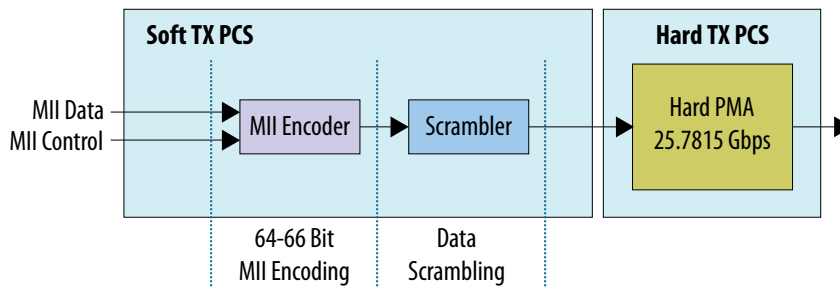 Soft TX PCS
Hard TX PCS
MII Data
MII Control
MII Encoder
Scrambler
Hard PMA
25.7815 Gbps
64-66 Bit
MII Encoding
Data
Scrambling